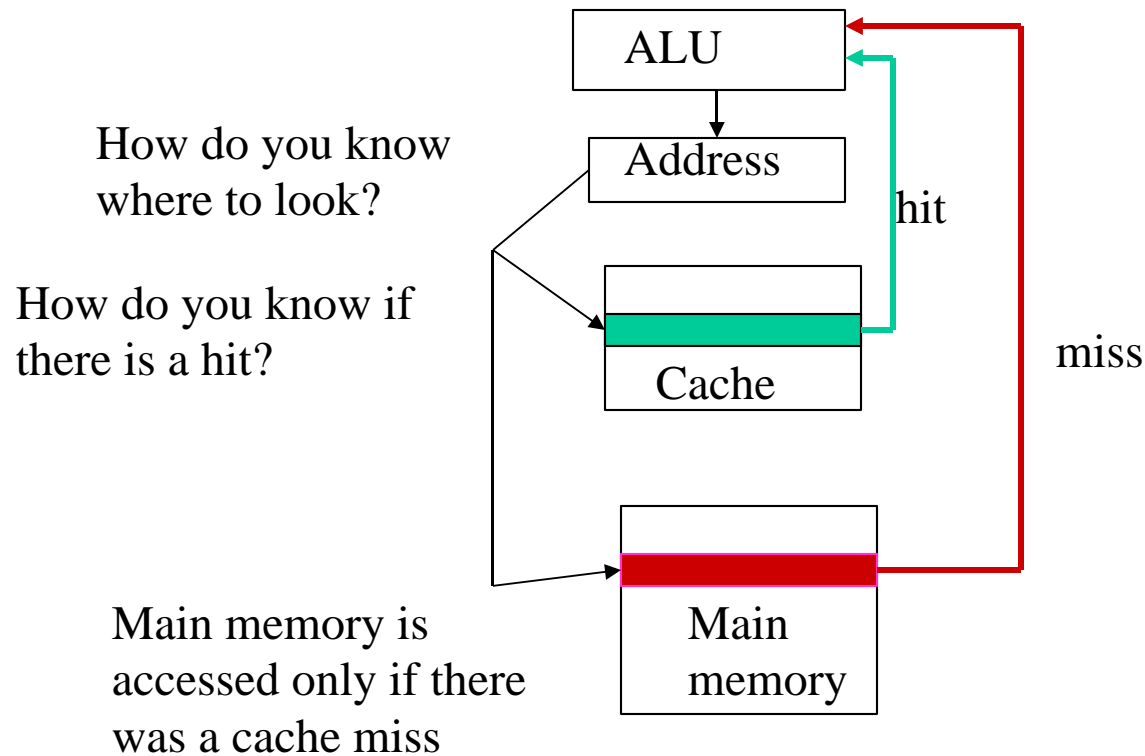 ALU
How do you know
where to look?
Address
hit
How do you know if
there is a hit?
Cache
miss
Main memory is
accessed only if there
was a cache miss
Main
memory